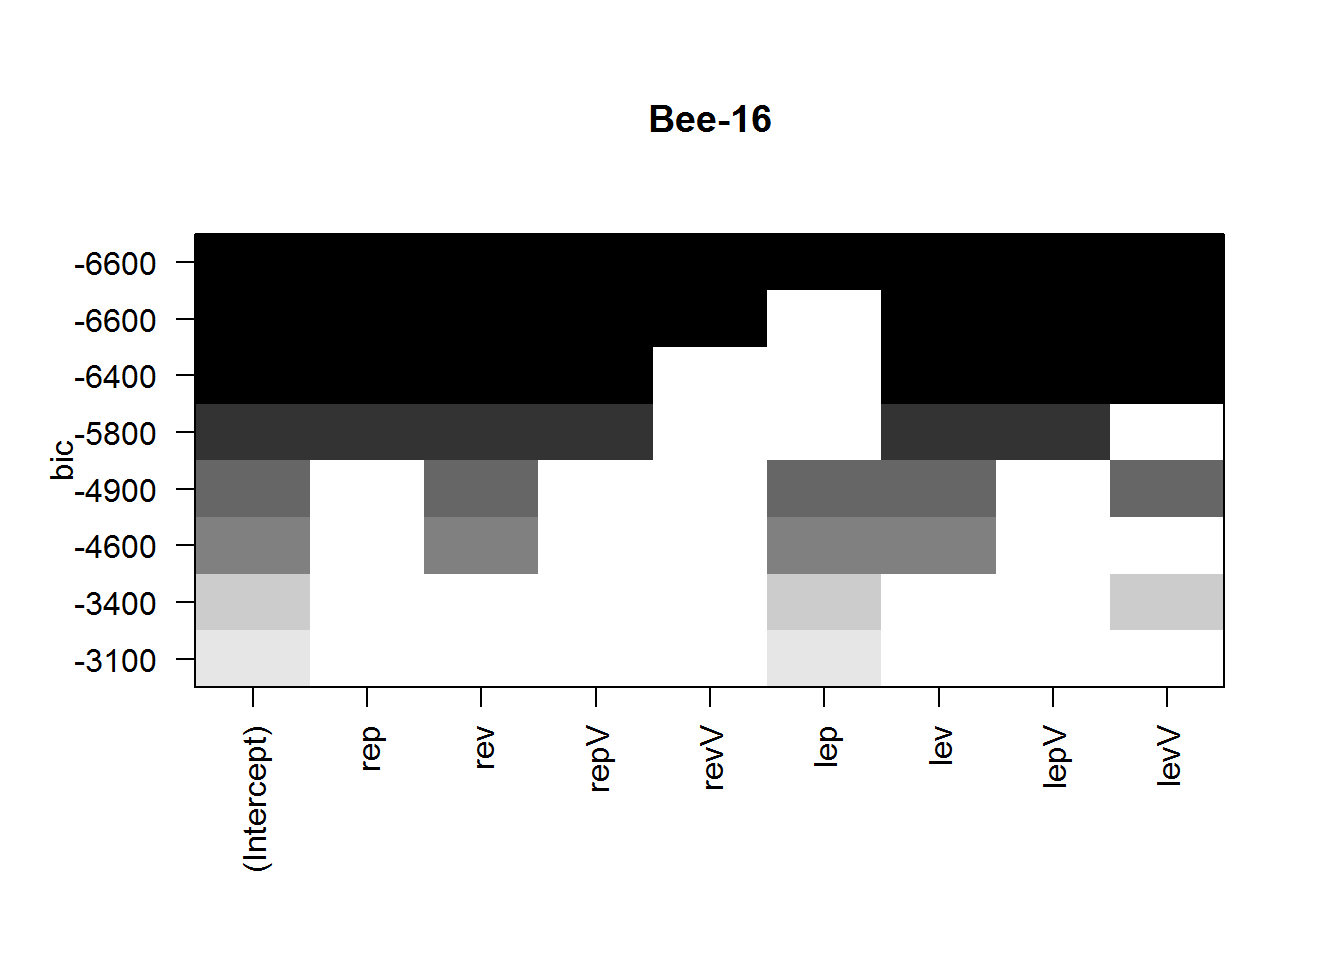 Bee-16
bic
-6600
-6600
-6400
-5800
-4900
-4600
-3400
-3100
(Intercept)
rep
rev
repV
revV
lep
lev
lepV
levV